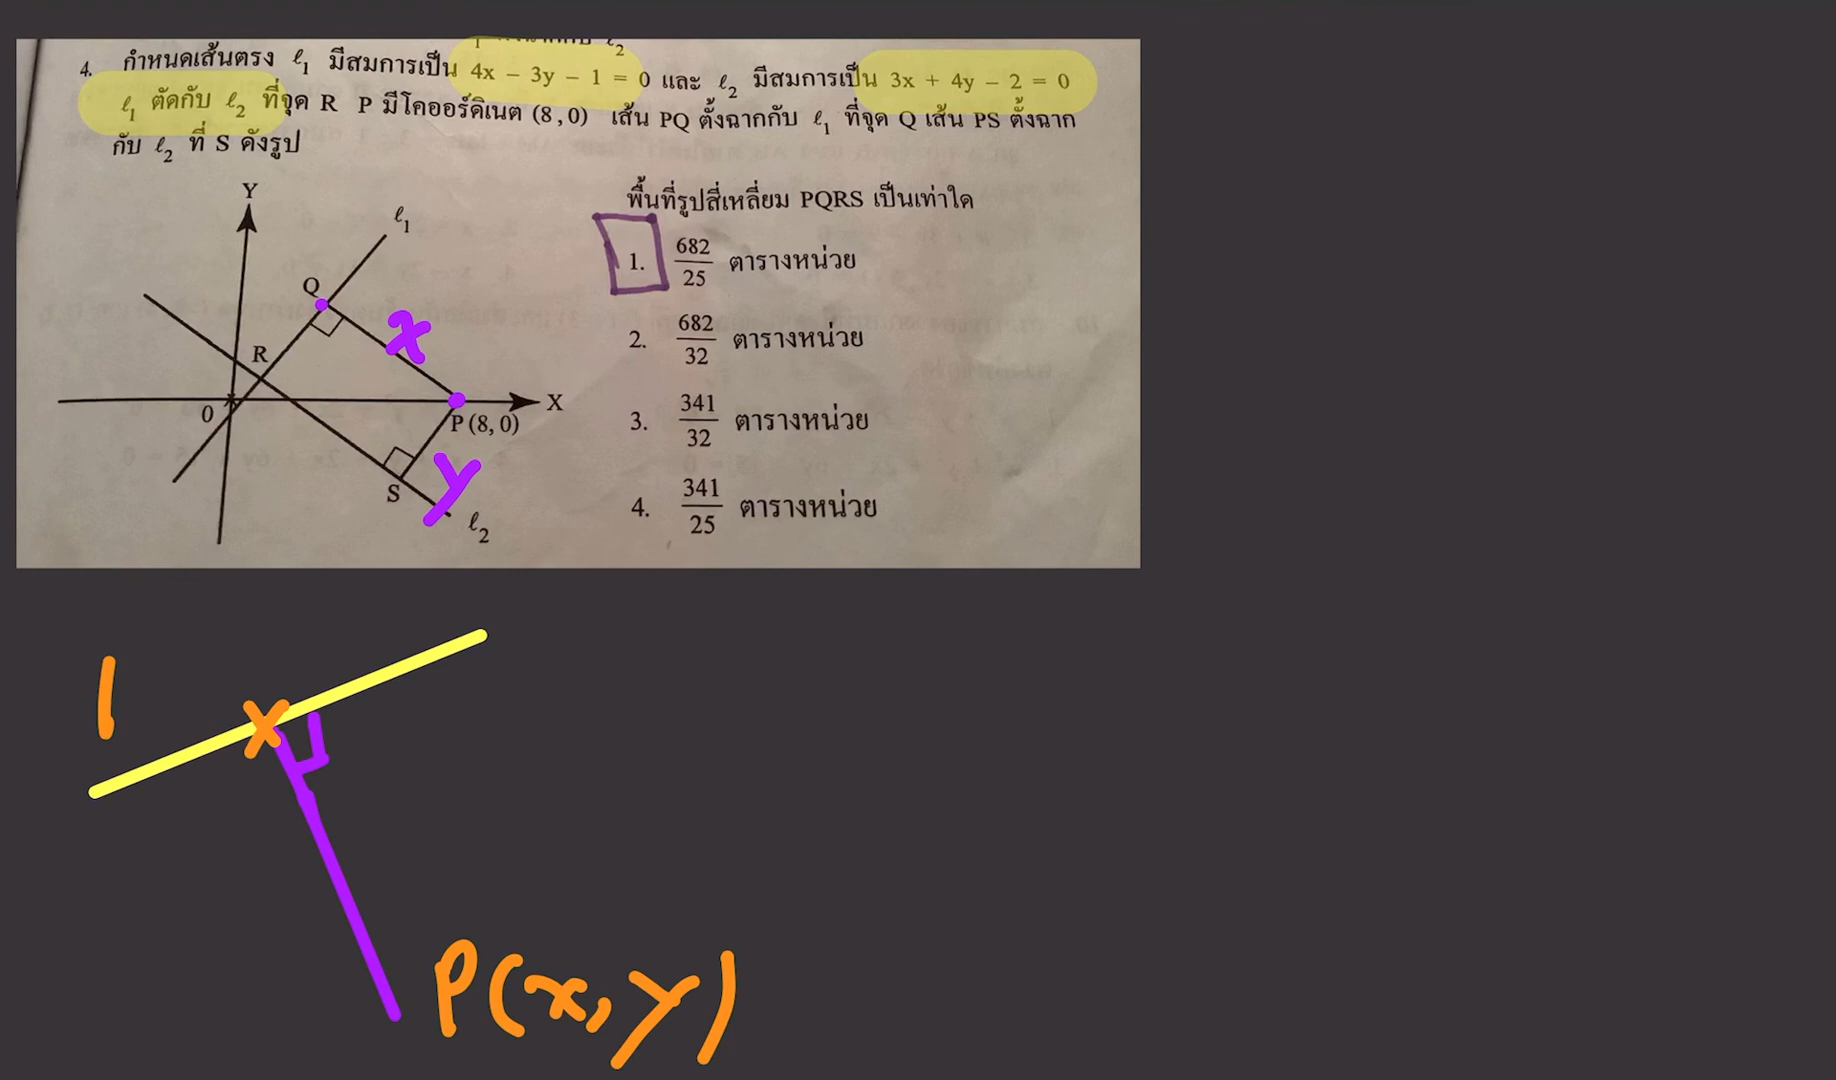 4. กำหนดเส้นตรง ℓ1 มีสมการเป็น 4x − 3y − 1 = 0 และ ℓ2 มีสมการเป็น 3x + 4y − 2 = 0
ℓ1 ตัดกับ ℓ2 ที่จุด R P มีโคออร์ดิเนต (8,0) เส้น PQ ตั้งฉากกับ ℓ1 ที่จุด Q เส้น PS ตั้งฉาก
กับ ℓ2 ที่ S ดังรูป
พื้นที่รูปสี่เหลี่ยม PQRS เป็นเท่าใด
1. 682/25 ตารางหน่วย
2. 682/32 ตารางหน่วย
3. 341/32 ตารางหน่วย
4. 341/25 ตารางหน่วย
Y
ℓ1
Q
x
R
0
X
P (8, 0)
S
y
ℓ2
l
P(x,y)